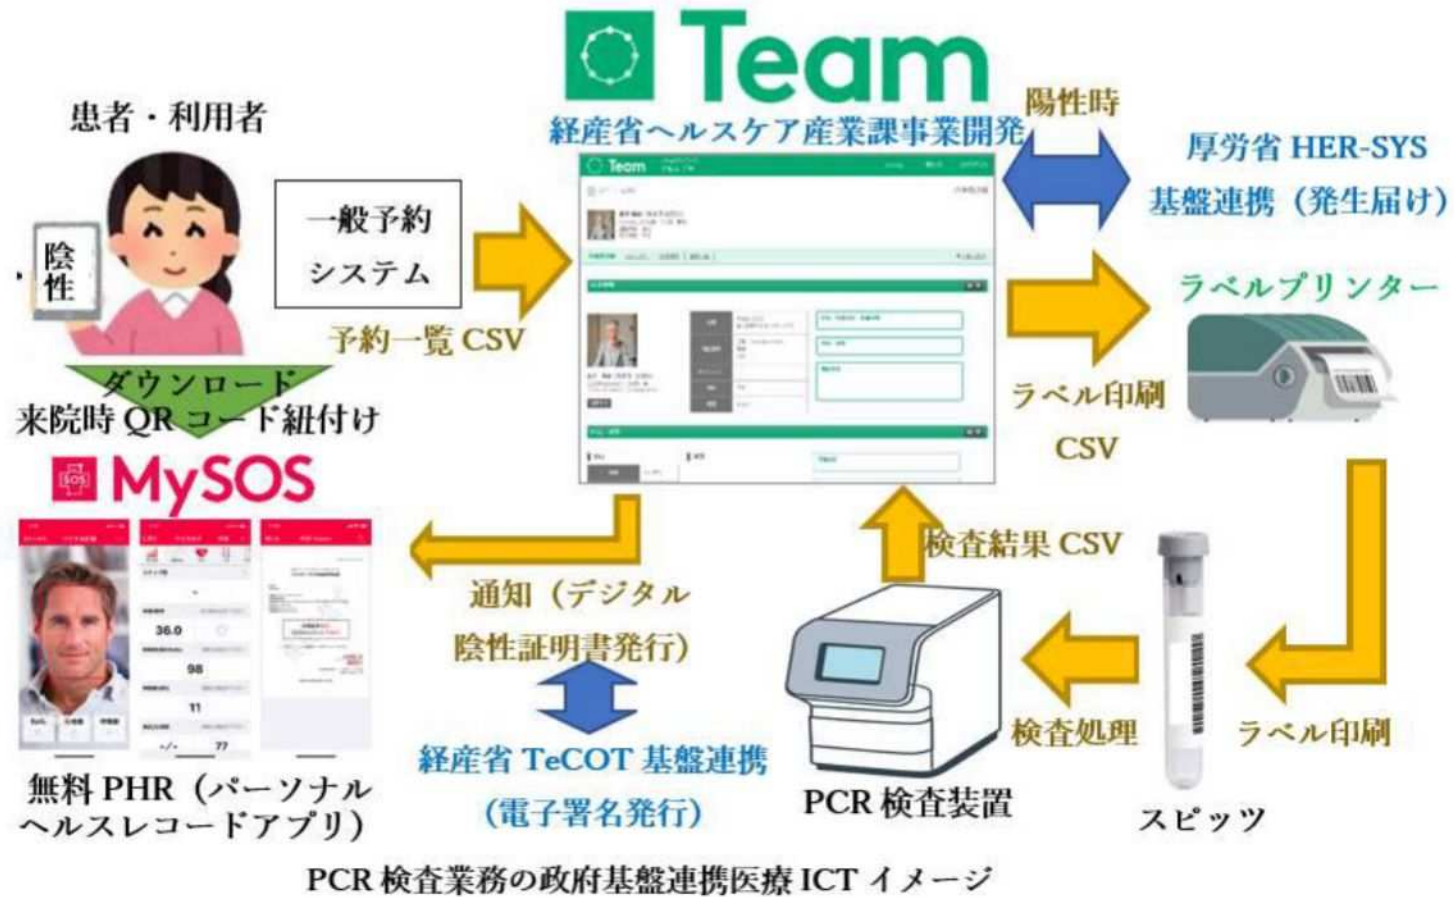 Team
経産省ヘルスケア産業課事業開発
患者・利用者
陰
性
一般予約
システム
予約一覧 CSV
Team
陽性時
厚労省 HER-SYS
基盤連携（発生届け）
ラベルプリンター
ラベル印刷
CSV
ダウンロード
来院時 QR コード紐付け
SOS MySOS
36.0
98
11
-/-
77
無料 PHR（パーソナル
ヘルスレコードアプリ）
通知（デジタル
陰性証明書発行）
経産省 TeCOT 基盤連携
（電子署名発行）
検査結果 CSV
PCR 検査装置
検査処理
スピッツ
ラベル印刷
PCR 検査業務の政府基盤連携医療 ICT イメージ